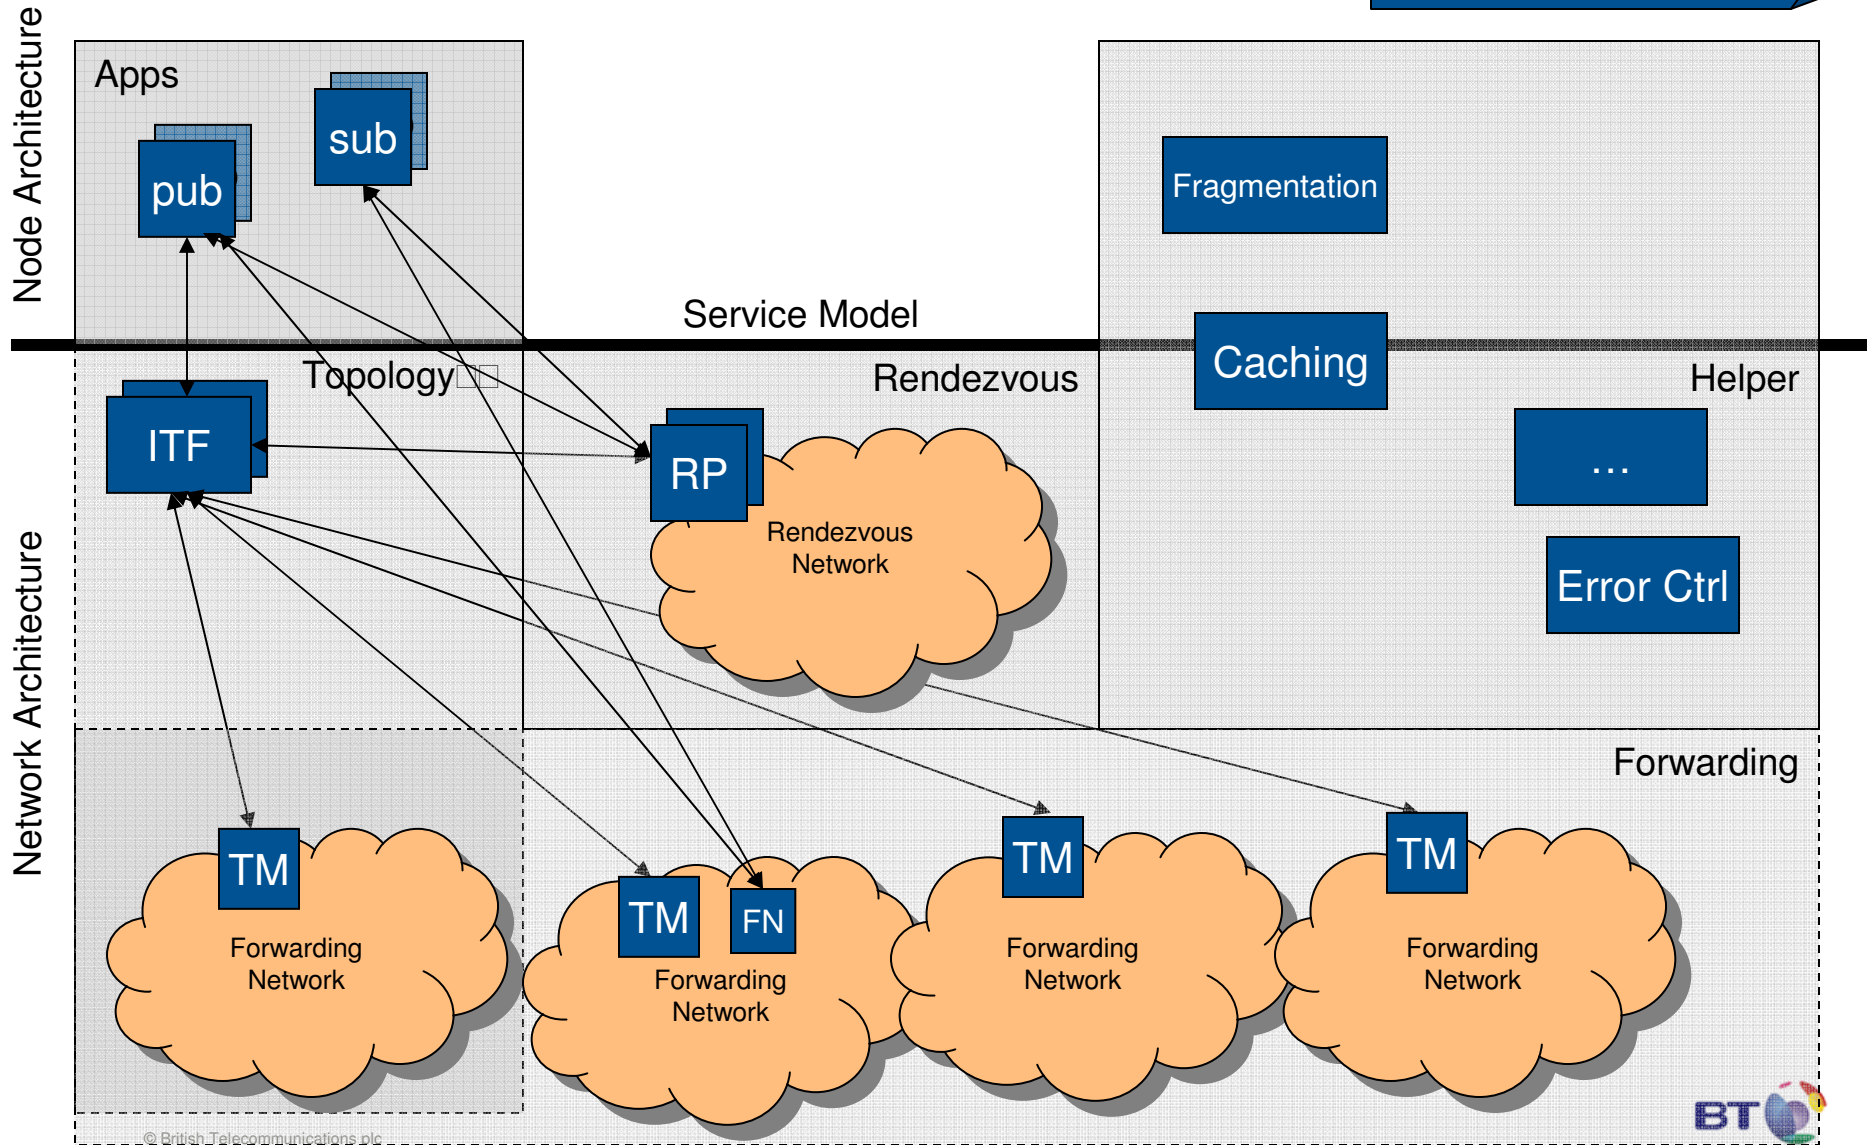 Node Architecture
Apps
sub
pub
Fragmentation
Service Model
Topology
Rendezvous
Caching
Helper
ITF
RP
...
Rendezvous
Network
Error Ctrl
Network Architecture
Forwarding
TM
Forwarding
Network
TM
FN
Forwarding
Network
TM
Forwarding
Network
TM
Forwarding
Network
BT
© British Telecommunications plc